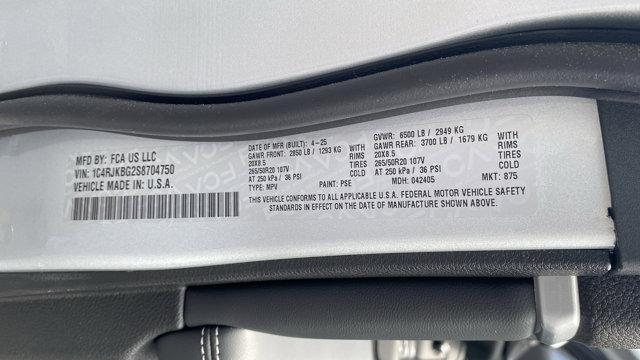 MFD BY: FCA US LLC
VIN: 1C4RJKBG2S8704750
VEHICLE MADE IN U.S.A.
DATE OF MFR (BUILT): 4-25
GAWR FRONT: 2850 LB / 1293 KG WITH
20X8.5 RIMS
265/50R20 107V TIRES
AT 250 kPa / 36 PSI COLD
TYPE: MPV PAINT: PSE
GVWR: 6500 LB / 2949 KG
GAWR REAR: 3700 LB / 1679 KG WITH
20X8.5 RIMS
265/50R20 107V TIRES
AT 250 kPa / 36 PSI COLD
MDH: 042405 MKT: 875
THIS VEHICLE CONFORMS TO ALL APPLICABLE U.S.A. FEDERAL MOTOR VEHICLE SAFETY
STANDARDS IN EFFECT ON THE DATE OF MANUFACTURE SHOWN ABOVE.